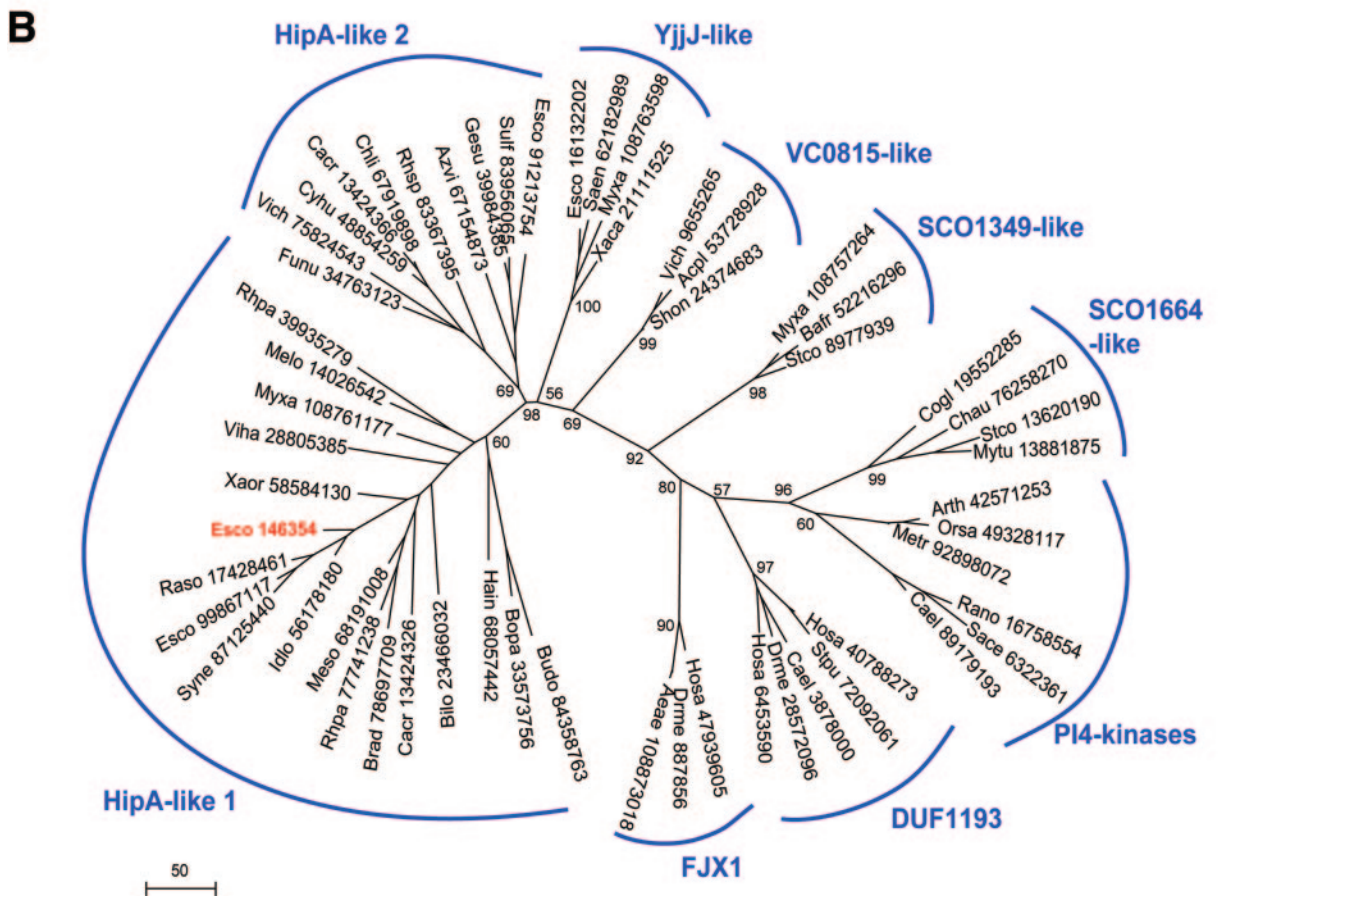 B
HipA-like 2
YjjJ-like
VC0815-like
SCO1349-like
SCO1664
-like
PI4-kinases
DUF1193
FJX1
HipA-like 1
Esco 91213754
Sulf 83956065
Gesu 39984385
Azvi 67154873
Rhsp 83367395
Chli 67919898
Cacr 13424366
Cyhu 48854259
Vich 7582543
Funu 34763123
Esco 16132202
Saen 62182989
Myxa 108763598
Xaca 21111525
Vich 9655265
Acpl 53728928
Shon 24374683
Myxa 108757264
Bafr 52216296
Stco 8977939
Cogl 19552285
Chau 76258270
Stco 13620190
Mytu 13881875
Arth 42571253
Orsa 49328117
Metr 92898072
Rano 16758554
Sace 6322361
Cael 89179193
Hosa 40788273
Stpu 72092061
Cael 3878000
Drme 28572096
Hosa 6453590
Hosa 47939605
Drme 887856
Aeae 108873018
Budo 84358763
Bopa 33573756
Hain 68057442
Bilo 23466032
Cacr 13424326
Brad 78697709
Rhpa 77741238
Meso 68191008
Idlo 56178180
Syne 87125440
Esco 99867117
Raso 17428461
Esco 146354
Xaor 58584130
Viha 28805385
Myxa 108761177
Melo 14026542
Rhpa 39935279
100
99
98
99
69
56
98
69
60
92
80
57
96
60
97
90
50